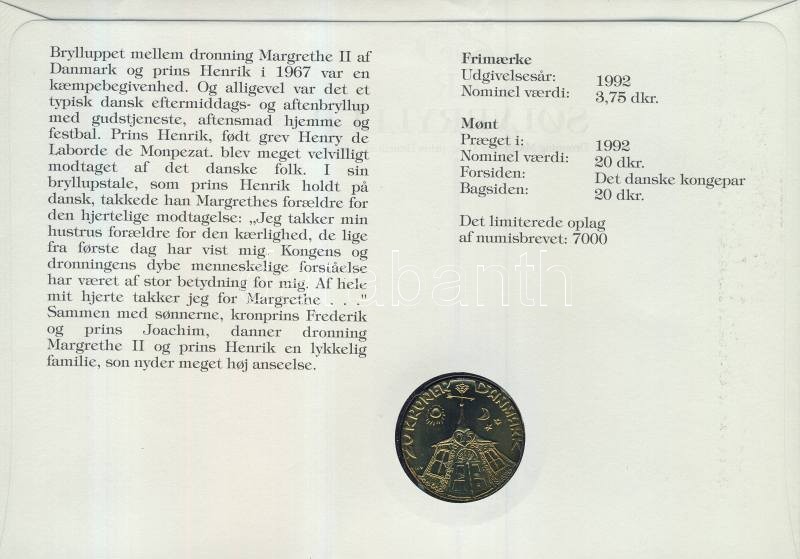 Brylluppet mellem dronning Margrethe II af
Danmark og prins Henrik i 1967 var en
kæmpebegivenhed. Og alligevel var det et
typisk dansk eftermiddags- og aftenbryllup
med gudstjeneste, aftensmad hjemme og
festbal. Prins Henrik, født grev Henry de
Laborde de Monpezat. blev meget velvilligt
modtaget af det danske folk. I sin
bryllupstale, som prins Henrik holdt på
dansk, takkede han Margrethes forældre for
den hjertelige modtagelse: „Jeg takker min
hustrus forældre for den kærlighed, de lige
fra første dag har vist mig. Kongens og
dronningens dybe menneskelige forståelse
har været af stor betydning for mig. Af hele
mit hjerte takker jeg for Margrethe . . ."
Sammen med sønnerne, kronprins Frederik
og prins Joachim, danner dronning
Margrethe II og prins Henrik en lykkelig
familie, son nyder meget høj anseelse.
Frimærke
Udgivelsesår: 1992
Nominel værdi: 3,75 dkr.
Mønt
Præget i: 1992
Nominel værdi: 20 dkr.
Forsiden: Det danske kongepar
Bagsiden: 20 dkr.
Det limiterede oplag
af numisbrevet: 7000
20 KRONER DANMARK